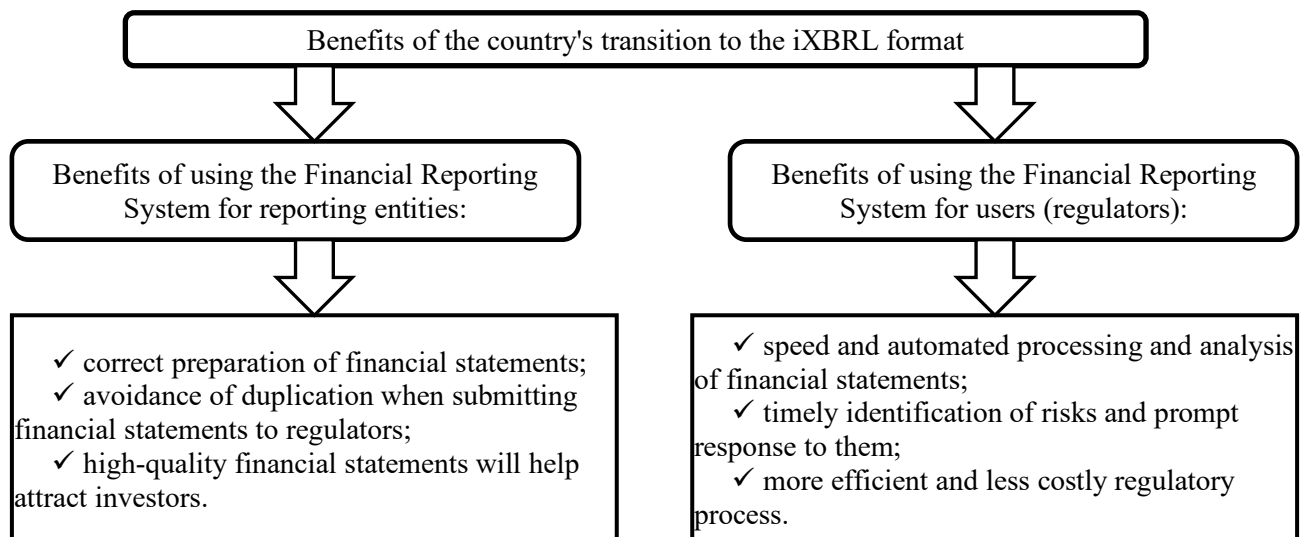 Benefits of the country's transition to the iXBRL format
Benefits of using the Financial Reporting
System for reporting entities:
✓ correct preparation of financial statements;
✓ avoidance of duplication when submitting
financial statements to regulators;
✓ high-quality financial statements will help
attract investors.
Benefits of using the Financial Reporting
System for users (regulators):
✓ speed and automated processing and analysis
of financial statements;
✓ timely identification of risks and prompt
response to them;
✓ more efficient and less costly regulatory
process.